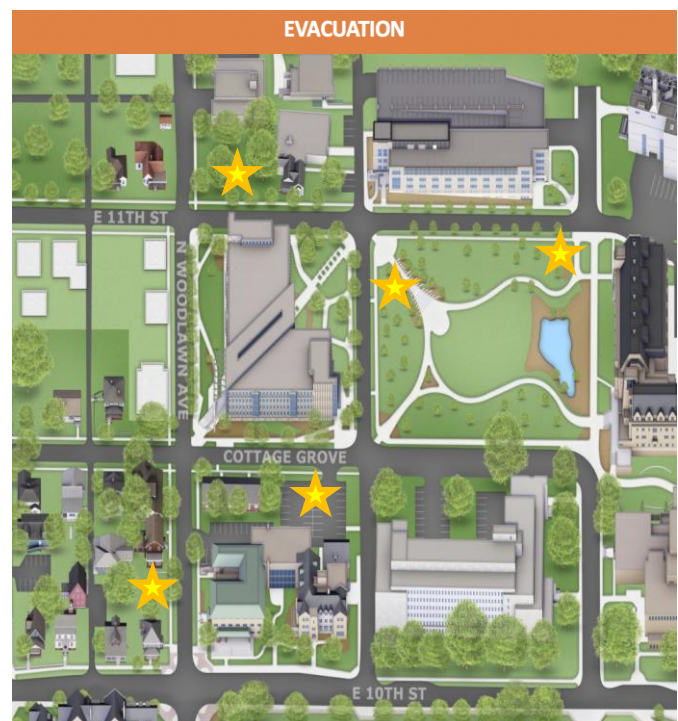 EVACUATION
E 11TH ST
N WOODLAWN AVE
COTTAGE GROVE
E 10TH ST